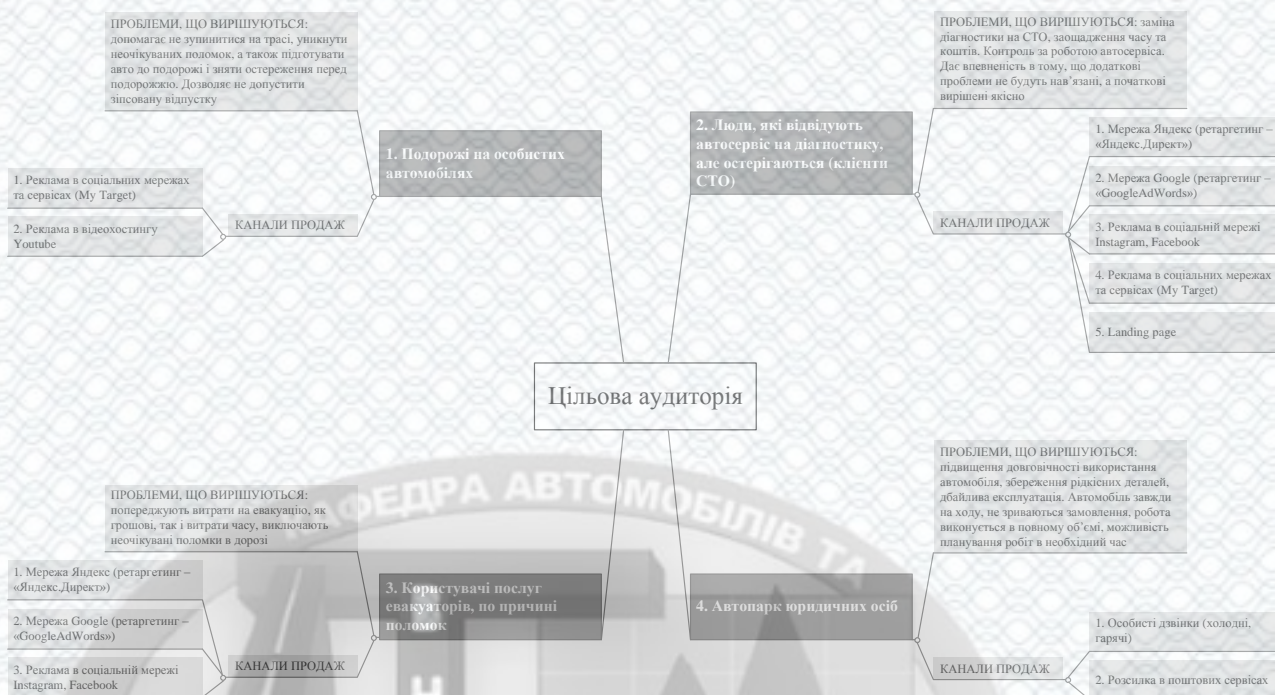 ПРОБЛЕМИ, ЩО ВИРІШУЮТЬСЯ:
допомагає не зупинитися на трасі, уникнути
неочікуваних поломок, а також підготувати
авто до подорожі і зняти остереження перед
подорожжю. Дозволяє не допустити
зіпсовану відпустку
1. Подорожі на особистих
автомобілях
КАНАЛИ ПРОДАЖ
1. Реклама в соціальних мережах
та сервісах (My Target)
2. Реклама в відеохостингу
Youtube
ПРОБЛЕМИ, ЩО ВИРІШУЮТЬСЯ: заміна
діагностики на СТО, заощадження часу та
коштів. Контроль за роботою автосервіса.
Дає впевненість в тому, що додаткові
проблеми не будуть нав’язані, а початкові
вирішені якісно
2. Люди, які відвідують
автосервіс на діагностику,
але остерігаються (клієнти
СТО)
КАНАЛИ ПРОДАЖ
1. Мережа Яндекс (ретаргетинг –
«Яндекс.Директ»)
2. Мережа Google (ретаргетинг –
«GoogleAdWords»)
3. Реклама в соціальній мережі
Instagram, Facebook
4. Реклама в соціальних мережах
та сервісах (My Target)
5. Landing page
Цільова аудиторія
ПРОБЛЕМИ, ЩО ВИРІШУЮТЬСЯ:
попереджують витрати на евакуацію, як
грошові, так і витрати часу, виключають
неочікувані поломки в дорозі
3. Користувачі послуг
евакуаторів, по причині
поломок
КАНАЛИ ПРОДАЖ
1. Мережа Яндекс (ретаргетинг –
«Яндекс.Директ»)
2. Мережа Google (ретаргетинг –
«GoogleAdWords»)
3. Реклама в соціальній мережі
Instagram, Facebook
ПРОБЛЕМИ, ЩО ВИРІШУЮТЬСЯ:
підвищення довговічності використання
автомобіля, збереження рідкісних деталей,
дбайлива експлуатація. Автомобіль завжди
на ходу, не зриваються замовлення, робота
виконується в повному об’ємі, можливість
планування робіт в необхідний час
4. Автопарк юридичних осіб
КАНАЛИ ПРОДАЖ
1. Особисті дзвінки (холодні,
гарячі)
2. Розсилка в поштових сервісах
КАФЕДРА АВТОМОБІЛІВ ТА